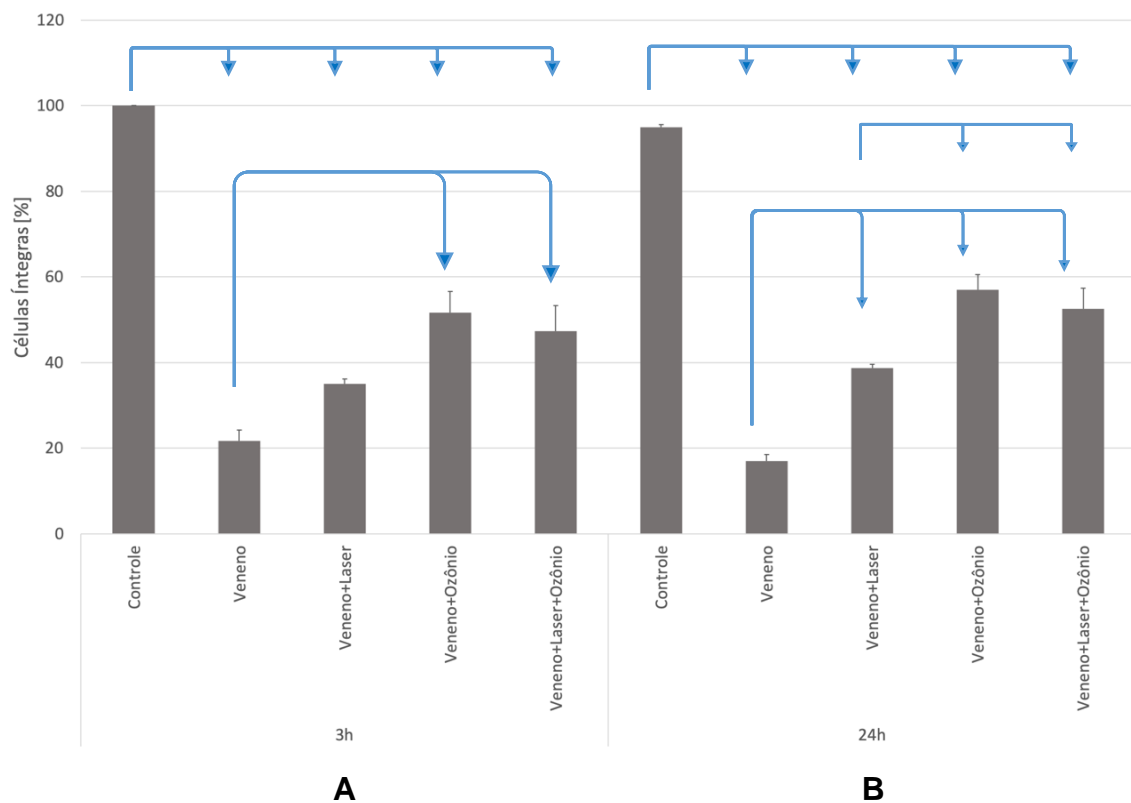 120
100
80
60
40
20
0
Células Íntegras [%]
Controle
Veneno
Veneno+Laser
Veneno+Ozônio
Veneno+Laser+Ozônio
Controle
Veneno
Veneno+Laser
Veneno+Ozônio
Veneno+Laser+Ozônio
3h
24h
A
B